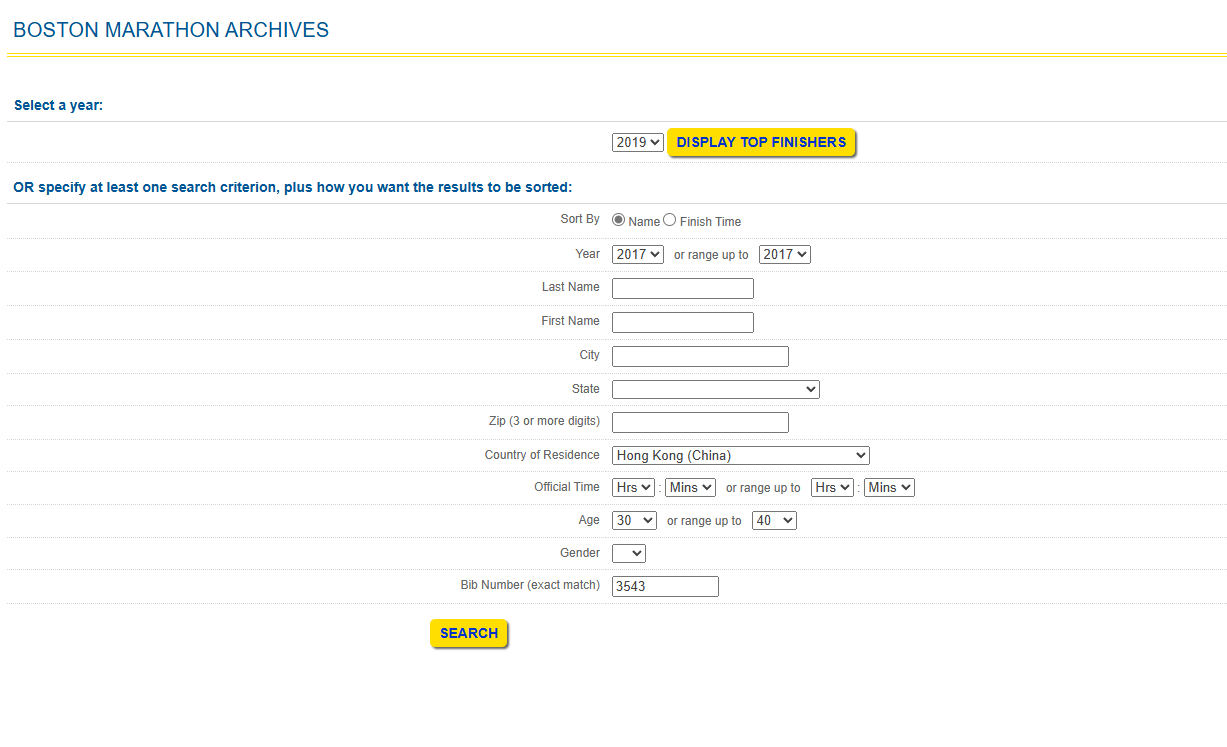 BOSTON MARATHON ARCHIVES
Select a year:
2019 DISPLAY TOP FINISHERS
OR specify at least one search criterion, plus how you want the results to be sorted:
Sort By Name Finish Time
Year 2017 or range up to 2017
Last Name
First Name
City
State
Zip (3 or more digits)
Country of Residence Hong Kong (China)
Official Time Hrs : Mins or range up to Hrs : Mins
Age 30 or range up to 40
Gender
Bib Number (exact match) 3543
SEARCH